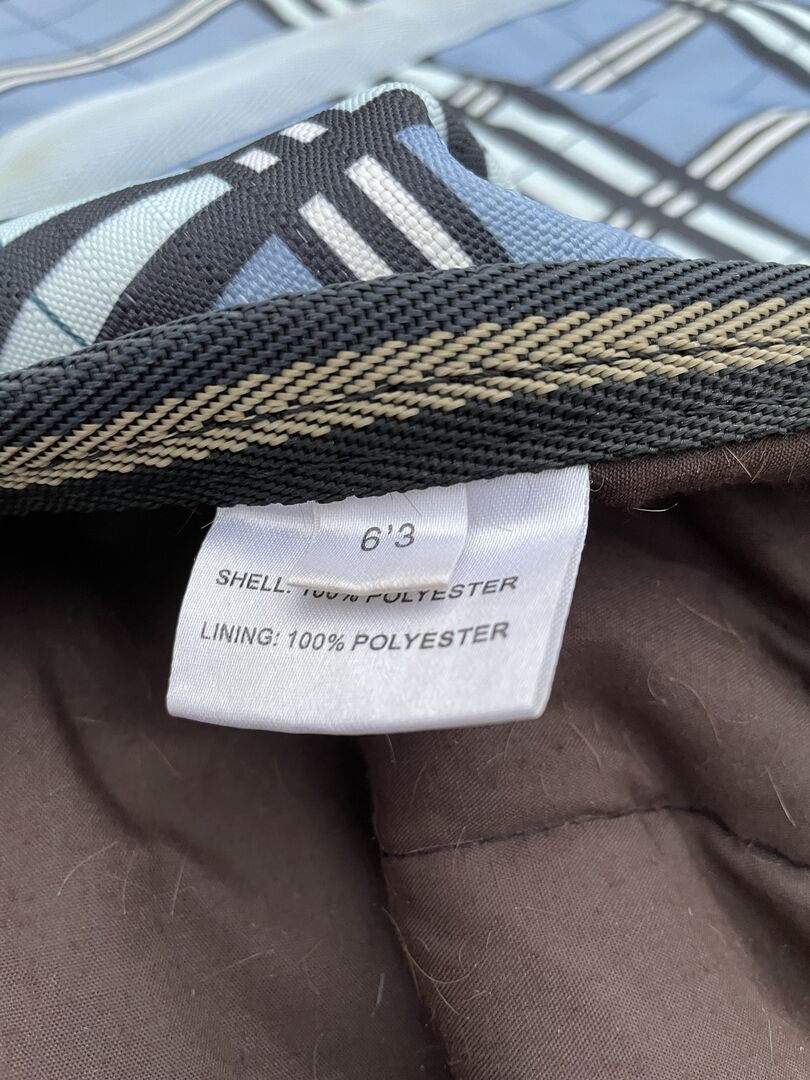 6'3
SHELL: 100% POLYESTER
LINING: 100% POLYESTER